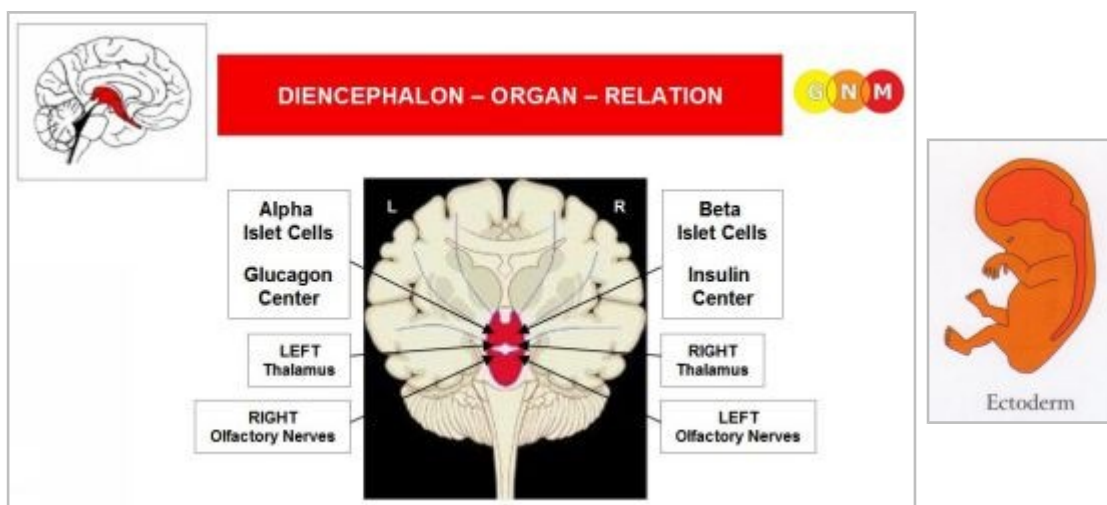 DIENCEPHALON – ORGAN – RELATION
G N M
L
R
Alpha
Islet Cells
Glucagon
Center
Beta
Islet Cells
Insulin
Center
LEFT
Thalamus
RIGHT
Thalamus
RIGHT
Olfactory Nerves
LEFT
Olfactory Nerves
Ectoderm